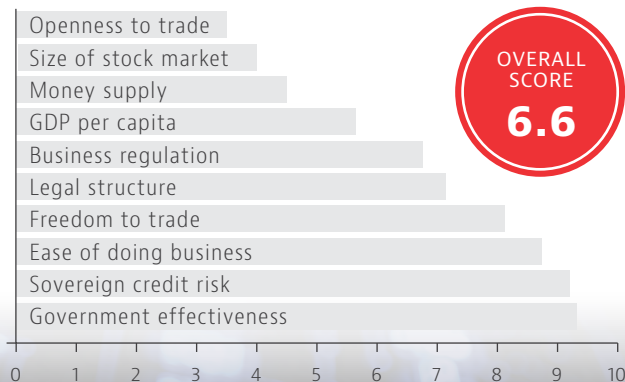 Openness to trade
Size of stock market
Money supply
GDP per capita
Business regulation
Legal structure
Freedom to trade
Ease of doing business
Sovereign credit risk
Government effectiveness
OVERALL
SCORE
6.6
0 1 2 3 4 5 6 7 8 9 10